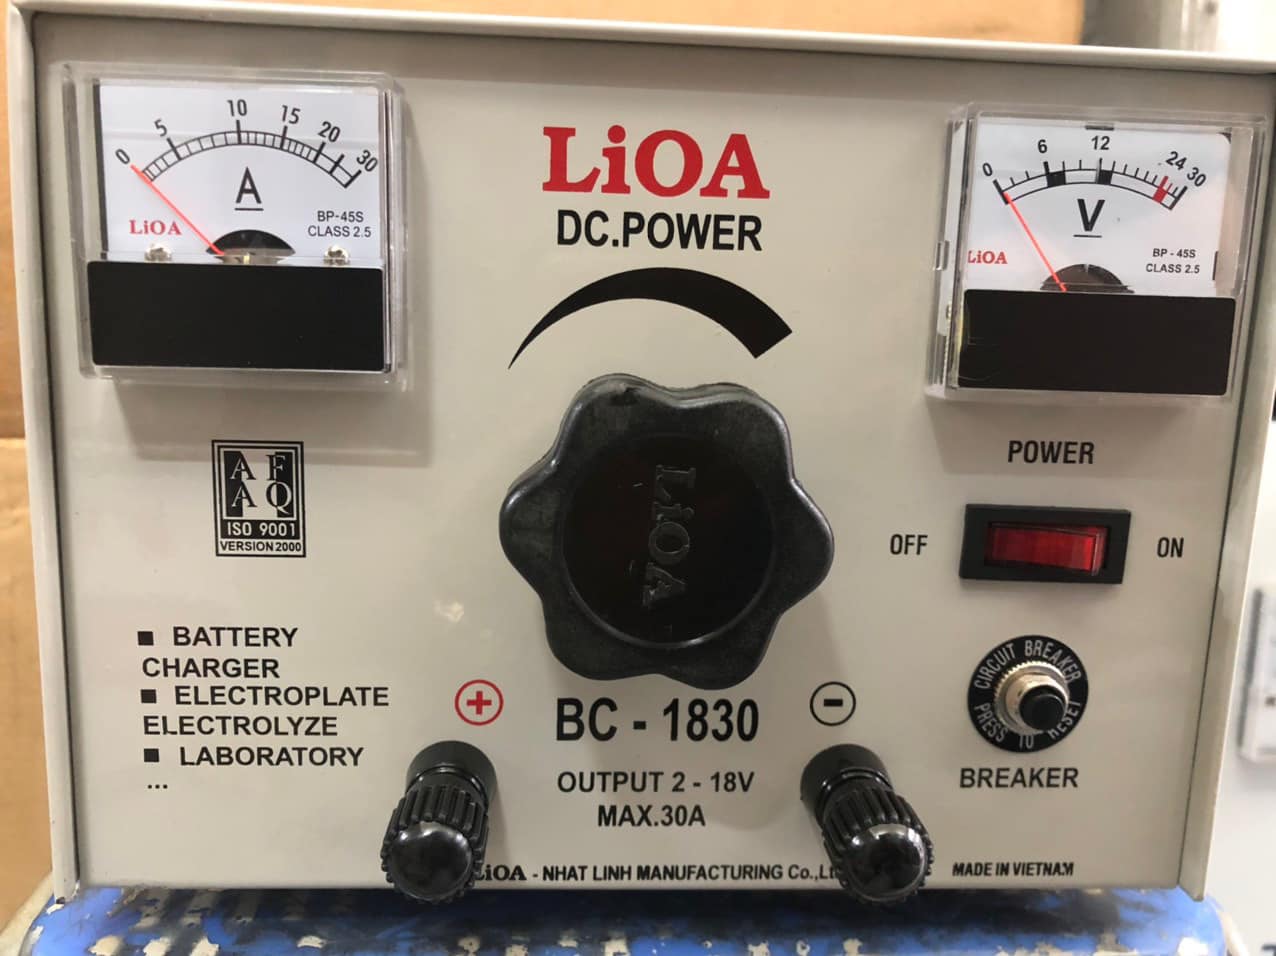 0 5 10 15 20 30
A
LiOA
BP-45S
CLASS 2.5
LiOA
DC.POWER
0 6 12 24 30
V
LiOA
BP - 45S
CLASS 2.5
A F
A Q
ISO 9001
VERSION 2000
POWER
OFF
ON
LiOA
■ BATTERY
CHARGER
■ ELECTROPLATE
ELECTROLYZE
■ LABORATORY
...
+
BC - 1830
-
OUTPUT 2 - 18V
MAX.30A
CIRCUIT BREAKER
PRESS TO RESET
BREAKER
LiOA - NHAT LINH MANUFACTURING Co.,Lt
MADE IN VIETNAM